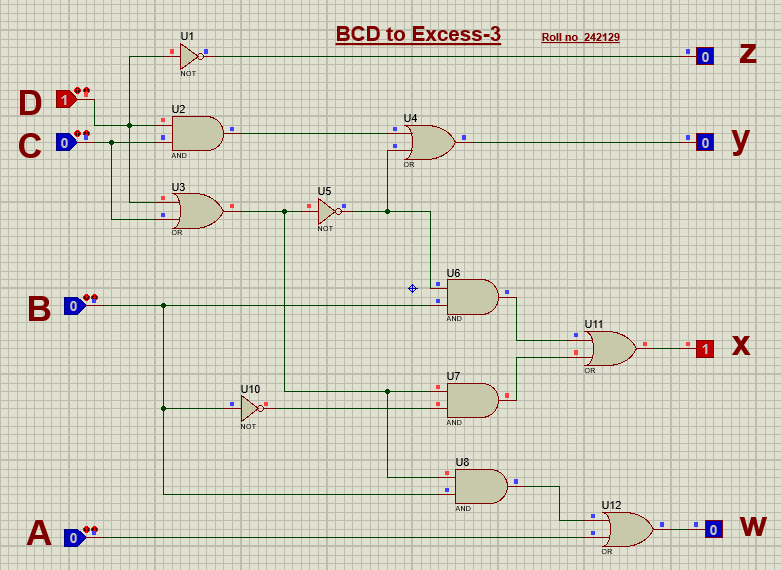 BCD to Excess-3
Roll no 242129
U1
NOT
0
z
D
1
U2
AND
C
0
U4
OR
0
y
U3
OR
U5
NOT
U6
AND
B
0
U11
OR
1
x
U7
AND
U10
NOT
U8
AND
U12
OR
0
w
A
0